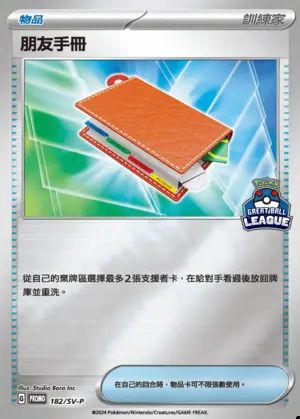 物品
訓練家
朋友手冊
Pokémon
GREAT BALL
LEAGUE
從自己的棄牌區選擇最多2張支援者卡,在給對手看過後放回牌
庫並重洗。
Illus. Studio Bora Inc.
G PROMO 182/SV-P
在自己的回合時,物品卡可不限張數使用。
©2024 Pokémon/Nintendo/Creatures/GAME FREAK.